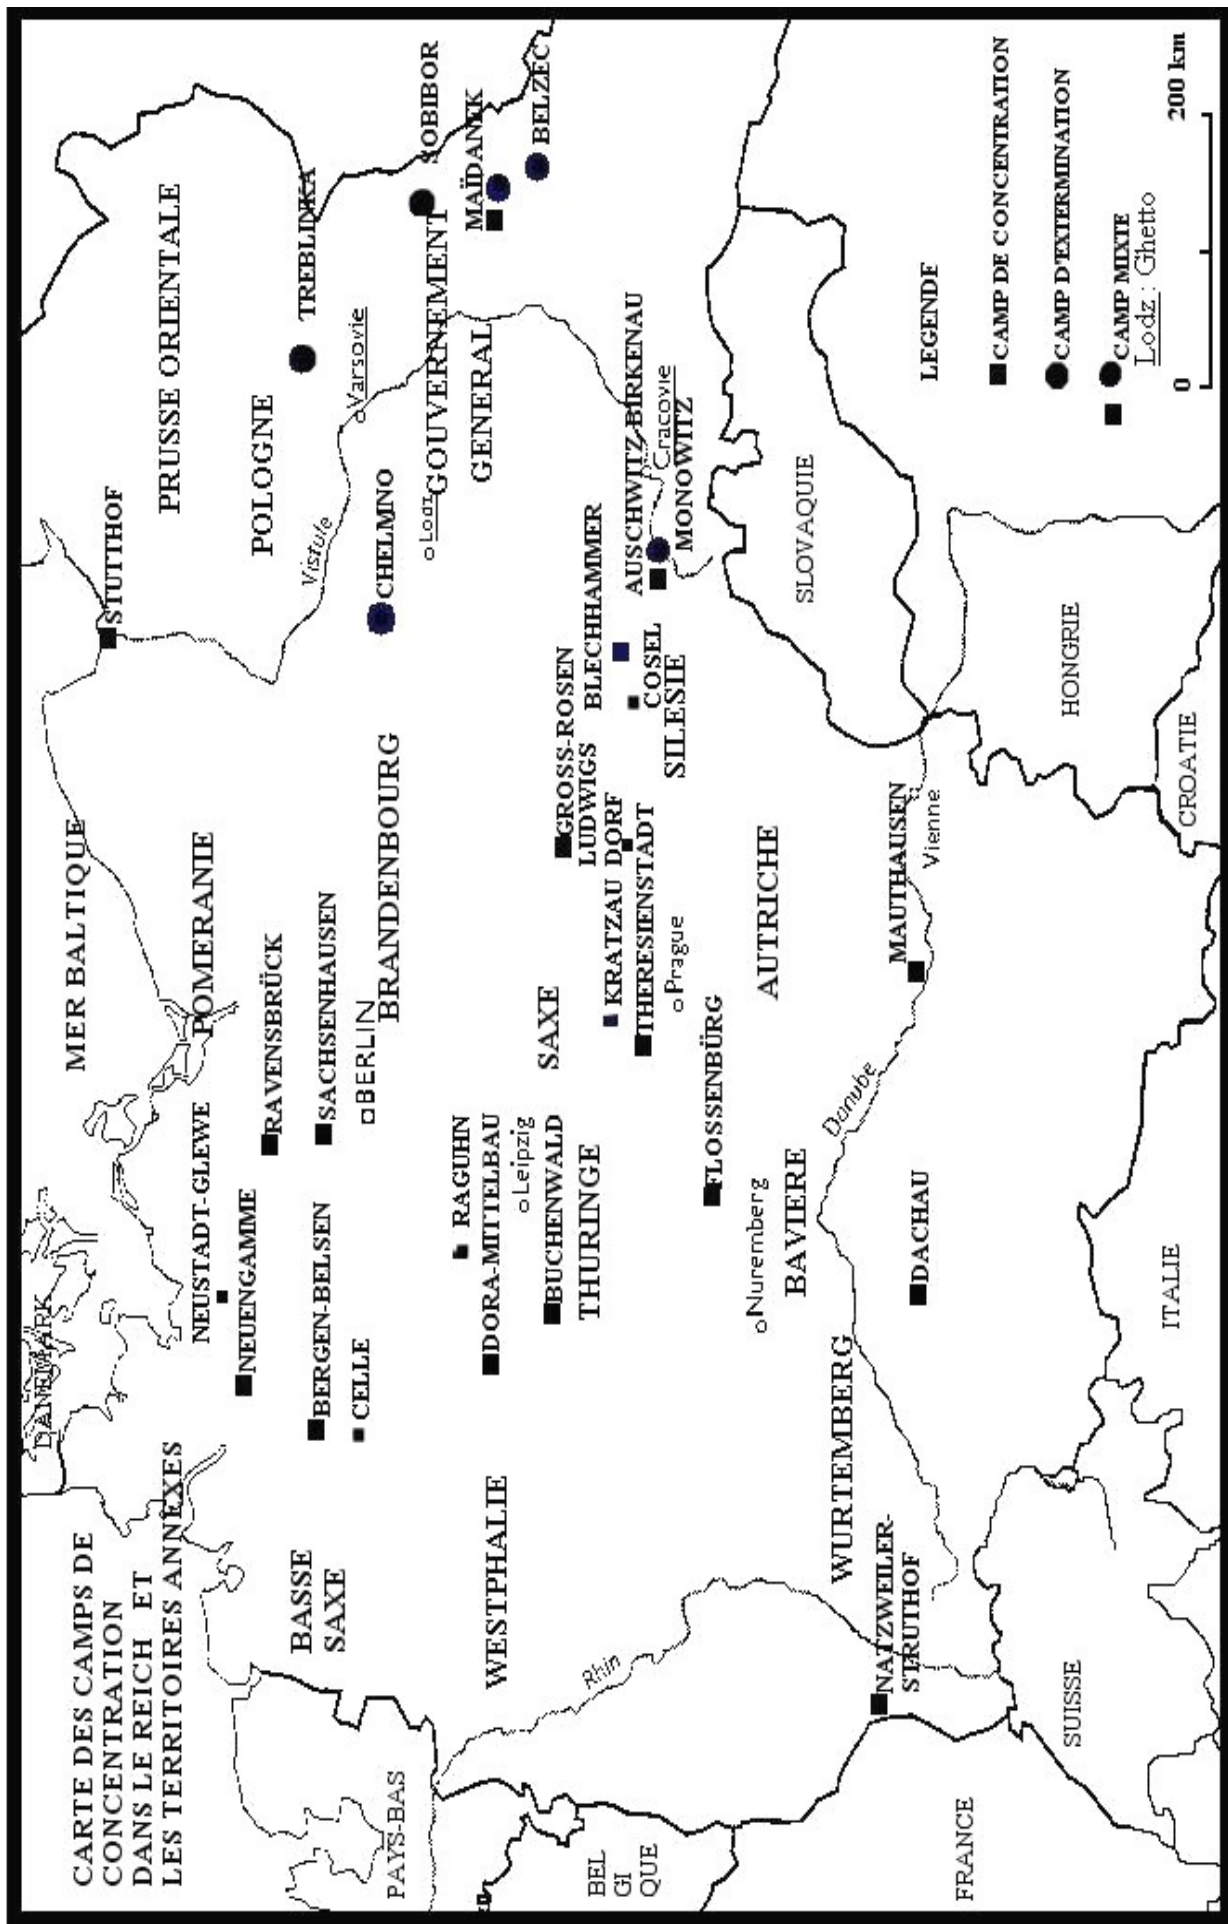 CARTE DES CAMPS DE
CONCENTRATION
DANS LE REICH ET
LES TERRITOIRES ANNEXES
DANEMARK
MER BALTIQUE
STUTTHOF
PRUSSE ORIENTALE
NEUSTADT-GLEWE
POMERANIE
POLOGNE
NEUENGAMME
RAVENSBRÜCK
Vistule
TREBLINKA
BASSE
SAXE
BERGEN-BELSEN
SACHSENHAUSEN
Varsovie
CELLE
BERLIN
BRANDENBOURG
CHELMNO
PAYS-BAS
Lodz
GOUVERNEMENT
GENERAL
SOBIBOR
MAÏDANEK
BELZEC
WESTPHALIE
RAGUHN
DORA-MITTELBAU
Leipzig
BUCHENWALD
THURINGE
SAXE
GROSS-ROSEN
LUDWIGS
DORF
BLECHHAMMER
AUSCHWITZ-BIRKENAU
Cracovie
MONOWITZ
COSEL
SILESIE
KRATZAU
THERESIENSTADT
Prague
Rhin
BEL
GI
QUE
FLOSSENBÜRG
Nuremberg
BAVIERE
AUTRICHE
SLOVAQUIE
WURTEMBERG
Danube
NATZWEILER-
STRUTHOF
DACHAU
MAUTHAUSEN
Vienne
FRANCE
SUISSE
ITALIE
HONGRIE
CROATIE
LEGENDE
CAMP DE CONCENTRATION
CAMP D'EXTERMINATION
CAMP MIXTE
Lodz : Ghetto
0 200 km